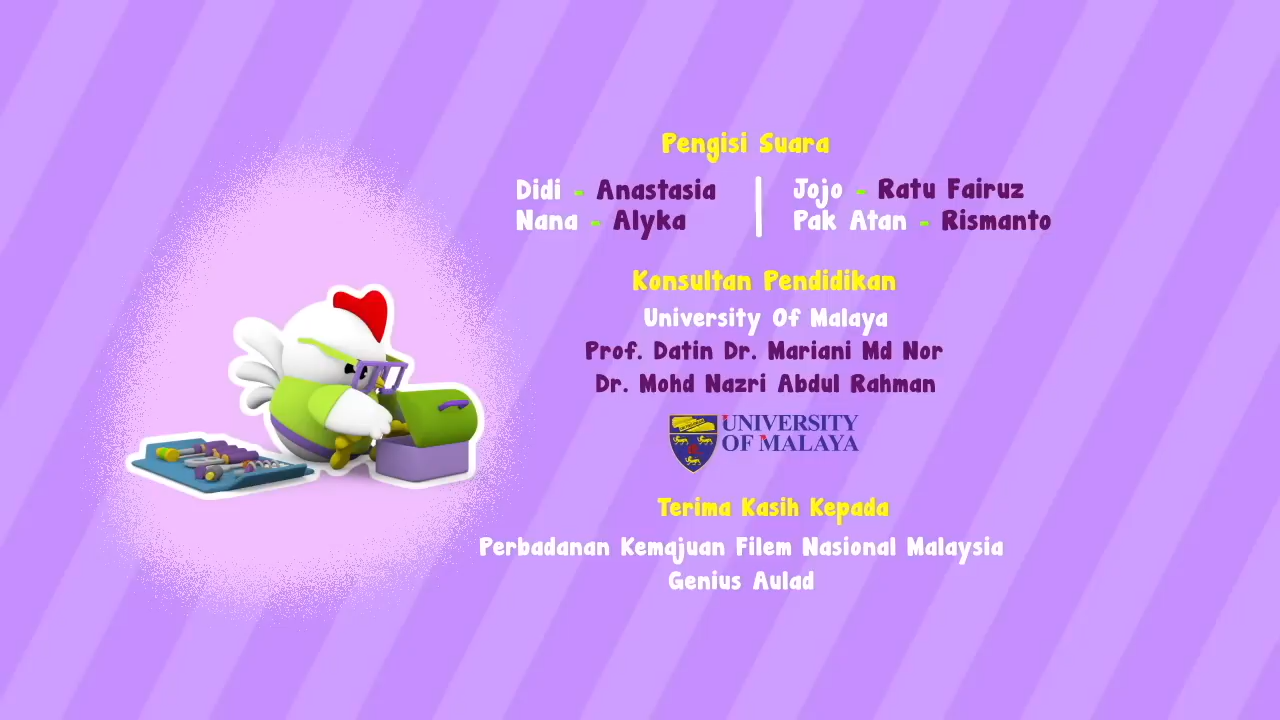 Pengisi Suara
Didi - Anastasia
Nana - Alyka
Jojo - Ratu Fairuz
Pak Atan - Rismanto
Konsultan Pendidikan
University Of Malaya
Prof. Datin Dr. Mariani Md Nor
Dr. Mohd Nazri Abdul Rahman
UNIVERSITY
OF MALAYA
Terima Kasih Kepada
Perbadanan Kemajuan Filem Nasional Malaysia
Genius Aulad